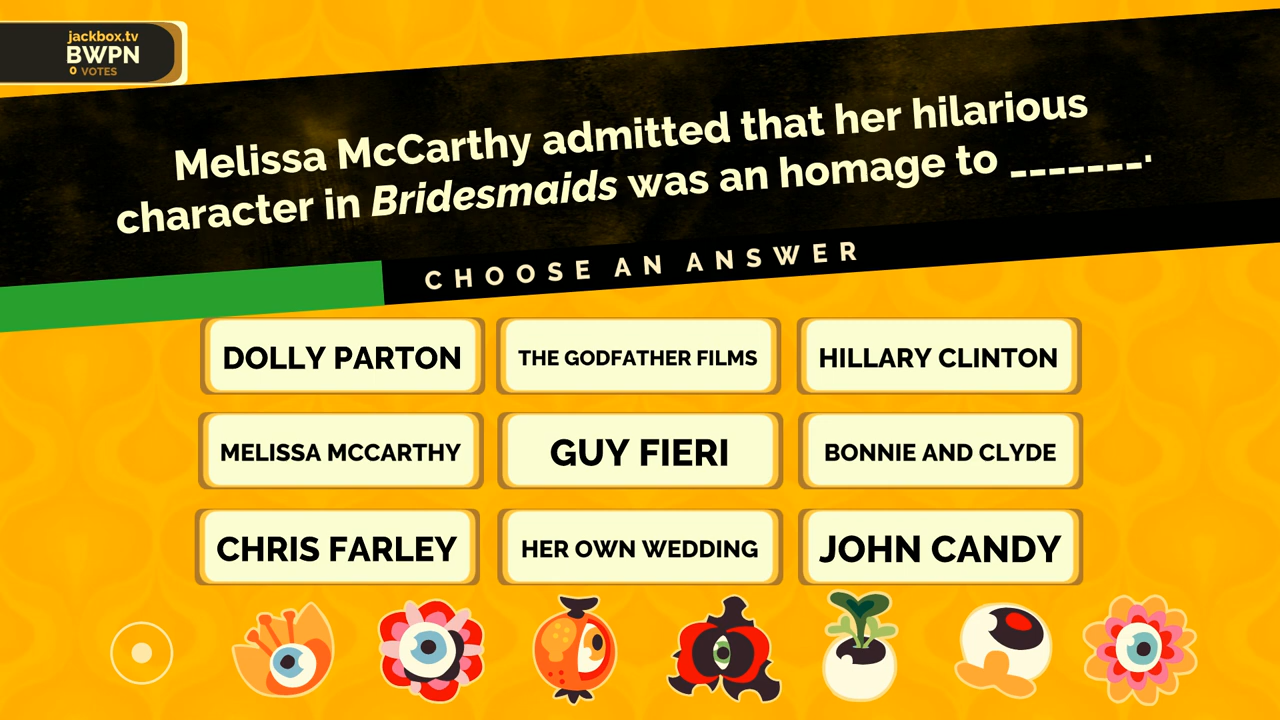 jackbox.tv
BWPN
0 VOTES
Melissa McCarthy admitted that her hilarious
character in Bridesmaids was an homage to _______.
CHOOSE AN ANSWER
DOLLY PARTON
THE GODFATHER FILMS
HILLARY CLINTON
MELISSA MCCARTHY
GUY FIERI
BONNIE AND CLYDE
CHRIS FARLEY
HER OWN WEDDING
JOHN CANDY